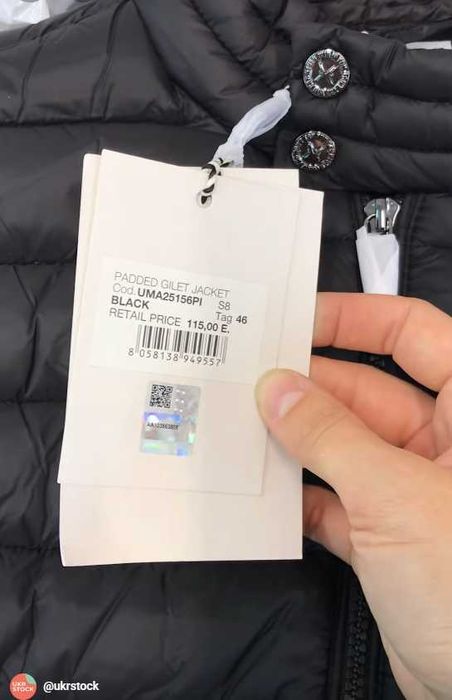 PADDED GILET JACKET
Cod. UMA25156PI S8
BLACK Tag 46
RETAIL PRICE 115,00 E.
8 058138 949557
UKR STOCK
@ukrstock